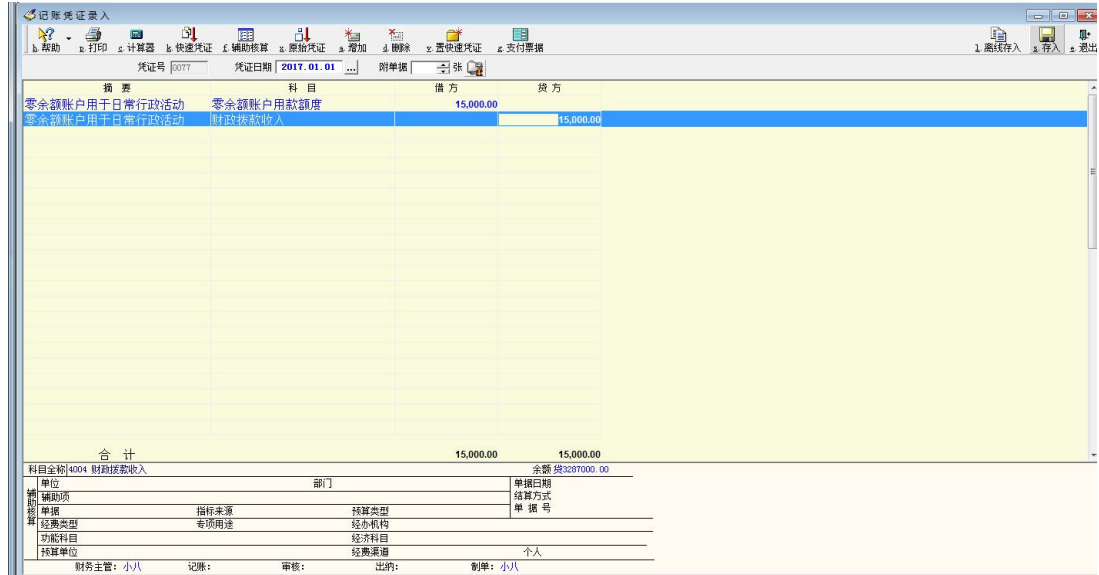 记账凭证录入
h.帮助 p.打印 c.计算器 k.快速凭证 f.辅助核算 x.原始凭证 a.增加 d.删除 y.置快速凭证 z.支付票据 l.离线存入 s.存入 e.退出
凭证号 0077 凭证日期 2017.01.01 ... 附单据 张
摘 要 科 目 借 方 贷 方
零余额账户用于日常行政活动 零余额账户用款额度 15,000.00
零余额账户用于日常行政活动 财政拨款收入 15,000.00
合 计 15,000.00 15,000.00
科目全称 4004 财政拨款收入 余额 贷3287000.00
辅助核算
单位 部门 单据日期
辅助项 结算方式
单据 指标来源 预算类型 单 据 号
经费类型 专项用途 经办机构
功能科目 经济科目
预算单位 经费渠道 个人
财务主管: 小八 记账: 审核: 出纳: 制单: 小八